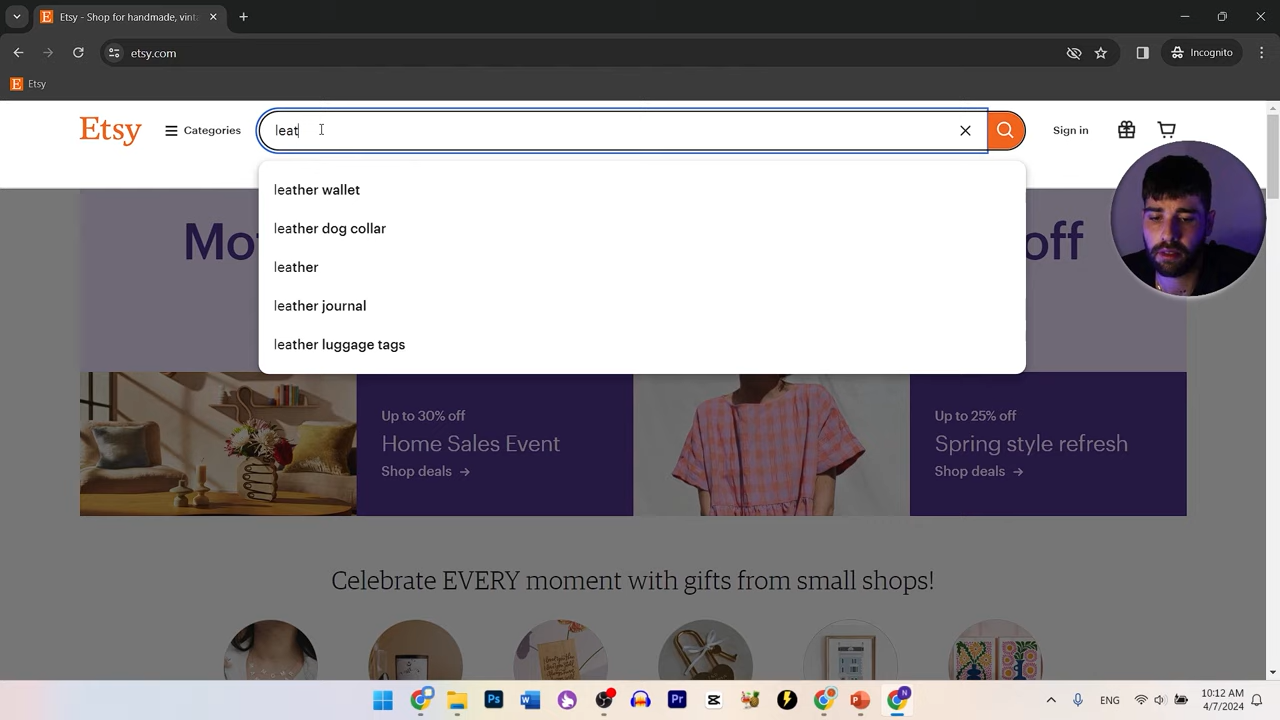 Etsy - Shop for handmade, vint
etsy.com
Incognito
Etsy
Etsy
Categories
leat
Sign in
leather wallet
leather dog collar
leather
leather journal
leather luggage tags
Mot
off
Up to 30% off
Home Sales Event
Shop deals →
Up to 25% off
Spring style refresh
Shop deals →
Celebrate EVERY moment with gifts from small shops!
ENG
10:12 AM
4/7/2024